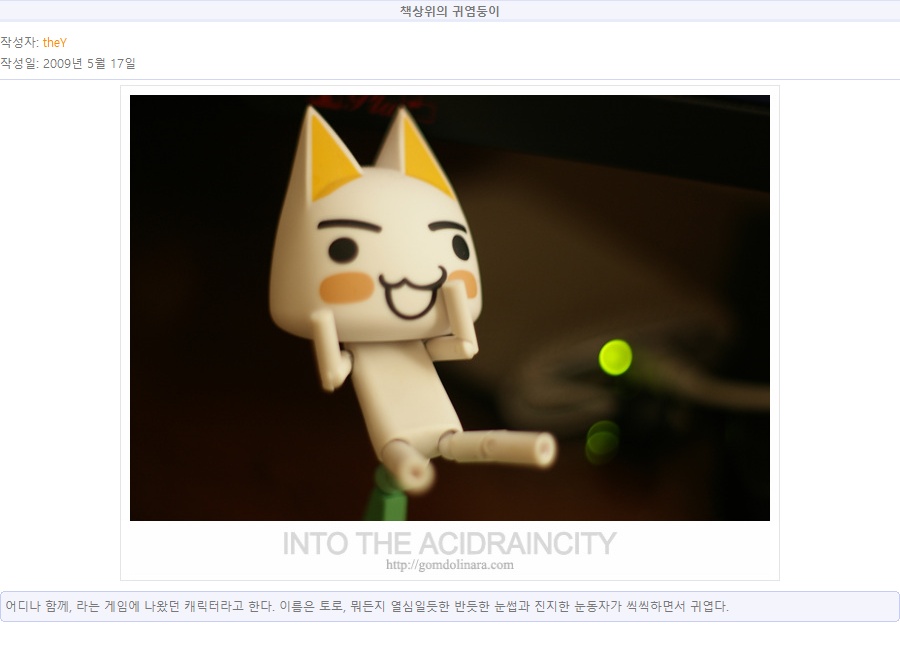 책상위의 귀염둥이
작성자: theY
작성일: 2009년 5월 17일
INTO THE ACIDRAINCITY
http://gomdolinara.com
어디나 함께, 라는 게임에 나왔던 캐릭터라고 한다. 이름은 토로, 뭐든지 열심일듯한 반듯한 눈썹과 진지한 눈동자가 씩씩하면서 귀엽다.